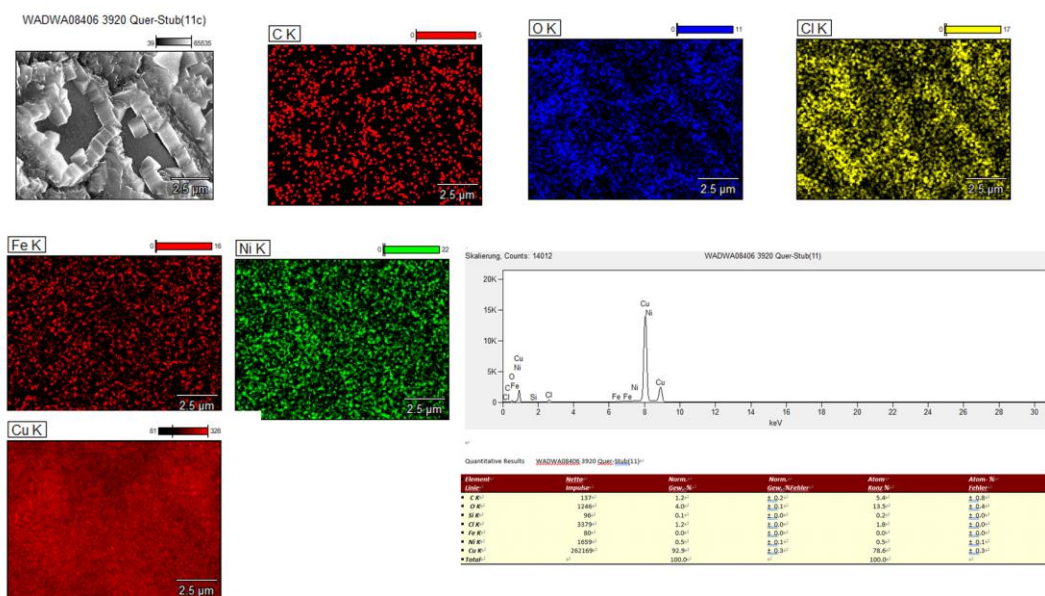 WADWA08406 3920 Quer-Stub(11c)
39 65535
2.5 µm
C K
0 5
2.5 µm
O K
0 11
2.5 µm
Cl K
0 17
2.5 µm
Fe K
0 16
2.5 µm
Ni K
0 22
2.5 µm
Cu K
81 328
2.5 µm
Skalierung, Counts: 14012 WADWA08406 3920 Quer-Stub(11)
20K
15K
10K
5K
0
Cu
Ni
Cu
Ni
O
C Fe
Cl
Si
Cl
Fe Fe
Ni
Cu
0 2 4 6 8 10 12 14 16 18 20 22 24 26 28 30
keV
Quantitative Results WADWA08406 3920 Quer-Stub(11)
Element Netto Norm. Norm. Atom Atom- %
Linie Impulse Gew.-% Gew.-%Fehler Konz % Fehler
C K 137 1.2 ± 0.2 5.4 ± 0.8
O K 1246 4.0 ± 0.1 13.5 ± 0.4
Si K 96 0.1 ± 0.0 0.2 ± 0.0
Cl K 3379 1.2 ± 0.0 1.8 ± 0.0
Fe K 80 0.0 ± 0.0 0.0 ± 0.0
Ni K 1659 0.5 ± 0.1 0.5 ± 0.1
Cu K 262169 92.9 ± 0.3 78.6 ± 0.3
Total 100.0 100.0